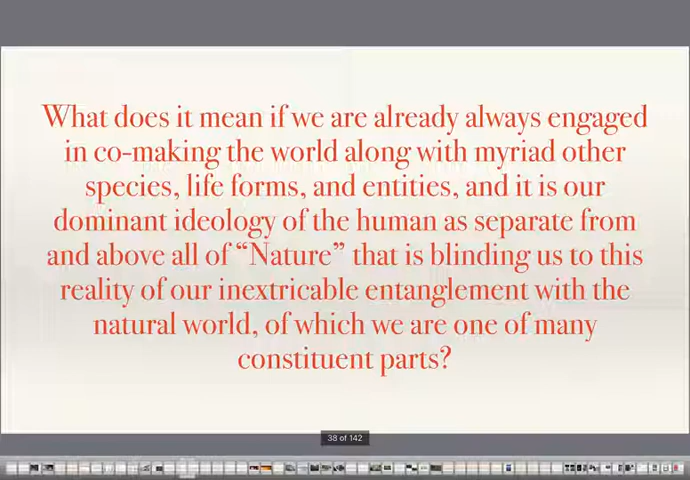 What does it mean if we are already always engaged
in co-making the world along with myriad other
species, life forms, and entities, and it is our
dominant ideology of the human as separate from
and above all of “Nature” that is blinding us to this
reality of our inextricable entanglement with the
natural world, of which we are one of many
constituent parts?
38 of 142